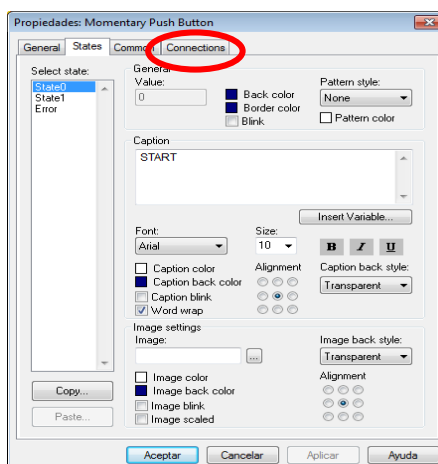 Propiedades: Momentary Push Button
General States Common Connections
Select state:
State0
State1
Error
General
Value:
0
Back color
Border color
Blink
Pattern style:
None
Pattern color
Caption
START
Insert Variable...
Font:
Arial
Size:
10
B I U
Caption color
Caption back color
Caption blink
Word wrap
Alignment
Caption back style:
Transparent
Image settings
Image:
...
Image back style:
Transparent
Image color
Image back color
Image blink
Image scaled
Alignment
Copy...
Paste...
Aceptar Cancelar Aplicar Ayuda